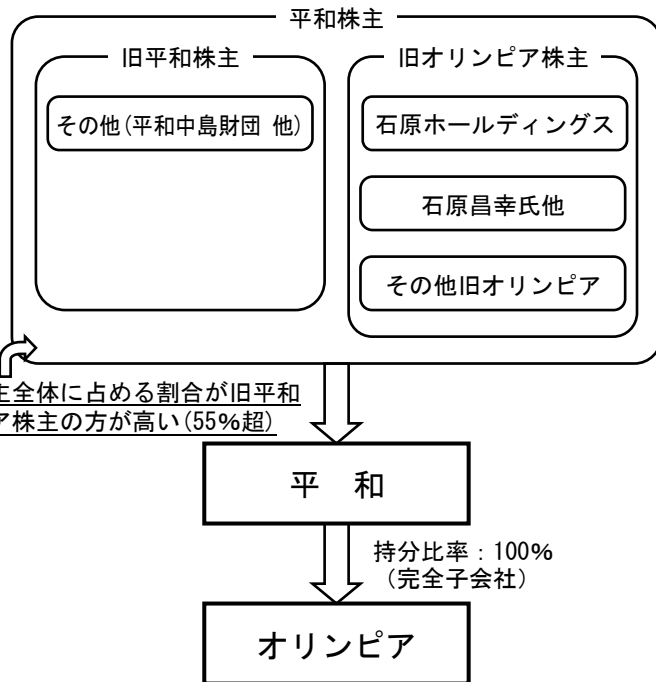 平和株主
旧平和株主
旧オリンピア株主
その他(平和中島財団 他)
石原ホールディングス
石原昌幸氏他
その他旧オリンピア
主全体に占める割合が旧平和
ア株主の方が高い(55%超)
平 和
持分比率:100%
(完全子会社)
オリンピア